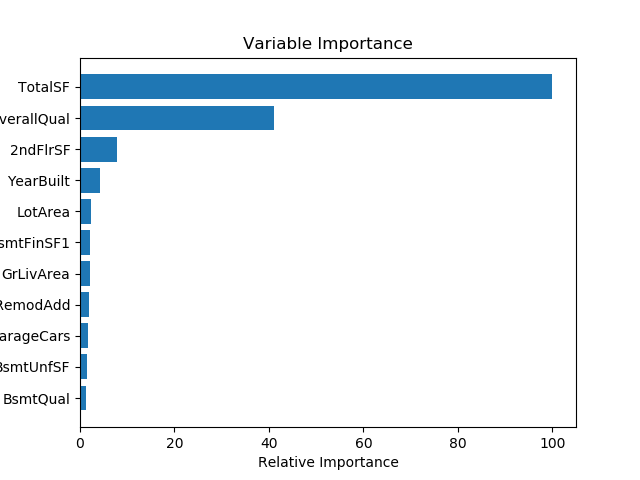 Variable Importance
TotalSF
verallQual
2ndFlrSF
YearBuilt
LotArea
smtFinSF1
GrLivArea
RemodAdd
arageCars
BsmtUnfSF
BsmtQual
0 20 40 60 80 100
Relative Importance